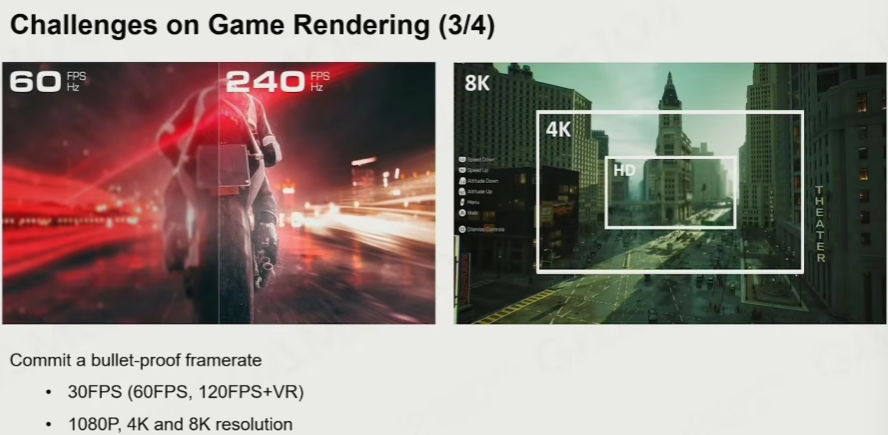 Challenges on Game Rendering (3/4)
60 FPS Hz
240 FPS Hz
8K
4K
HD
Speed Down
Speed Up
Altitude Down
Altitude Up
Menu
Walk
Dismiss Controls
THEATER
Commit a bullet-proof framerate
• 30FPS (60FPS, 120FPS+VR)
• 1080P, 4K and 8K resolution